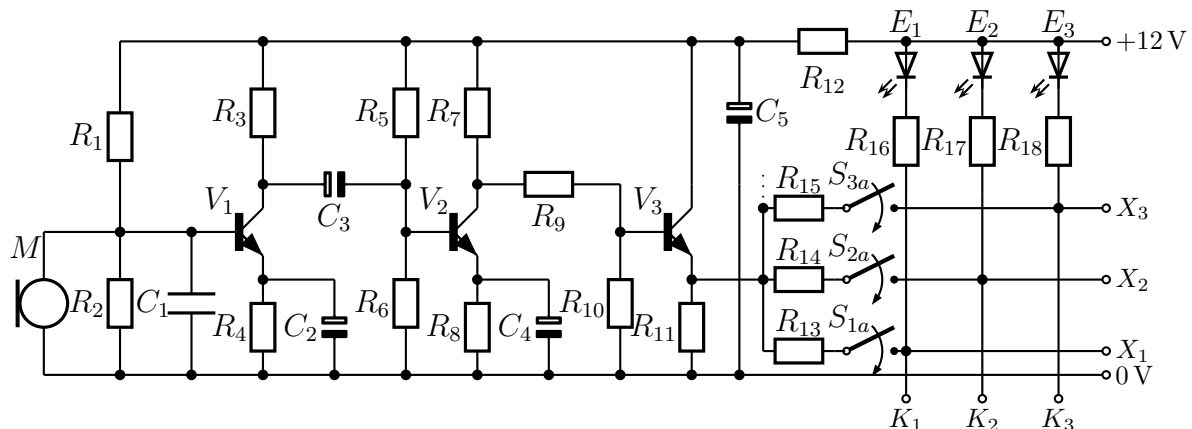 E₁ E₂ E₃
+12 V
R₁₂
R₁ R₃ R₅ R₇ C₅
R₁₆ R₁₇ R₁₈
R₁₅ S₃ₐ
V₁ C₃ V₂ R₉ V₃
X₃
M
R₁₄ S₂ₐ
X₂
R₂ C₁ R₄ C₂ R₆ R₈ C₄ R₁₀ R₁₁
R₁₃ S₁ₐ
X₁
0 V
K₁ K₂ K₃